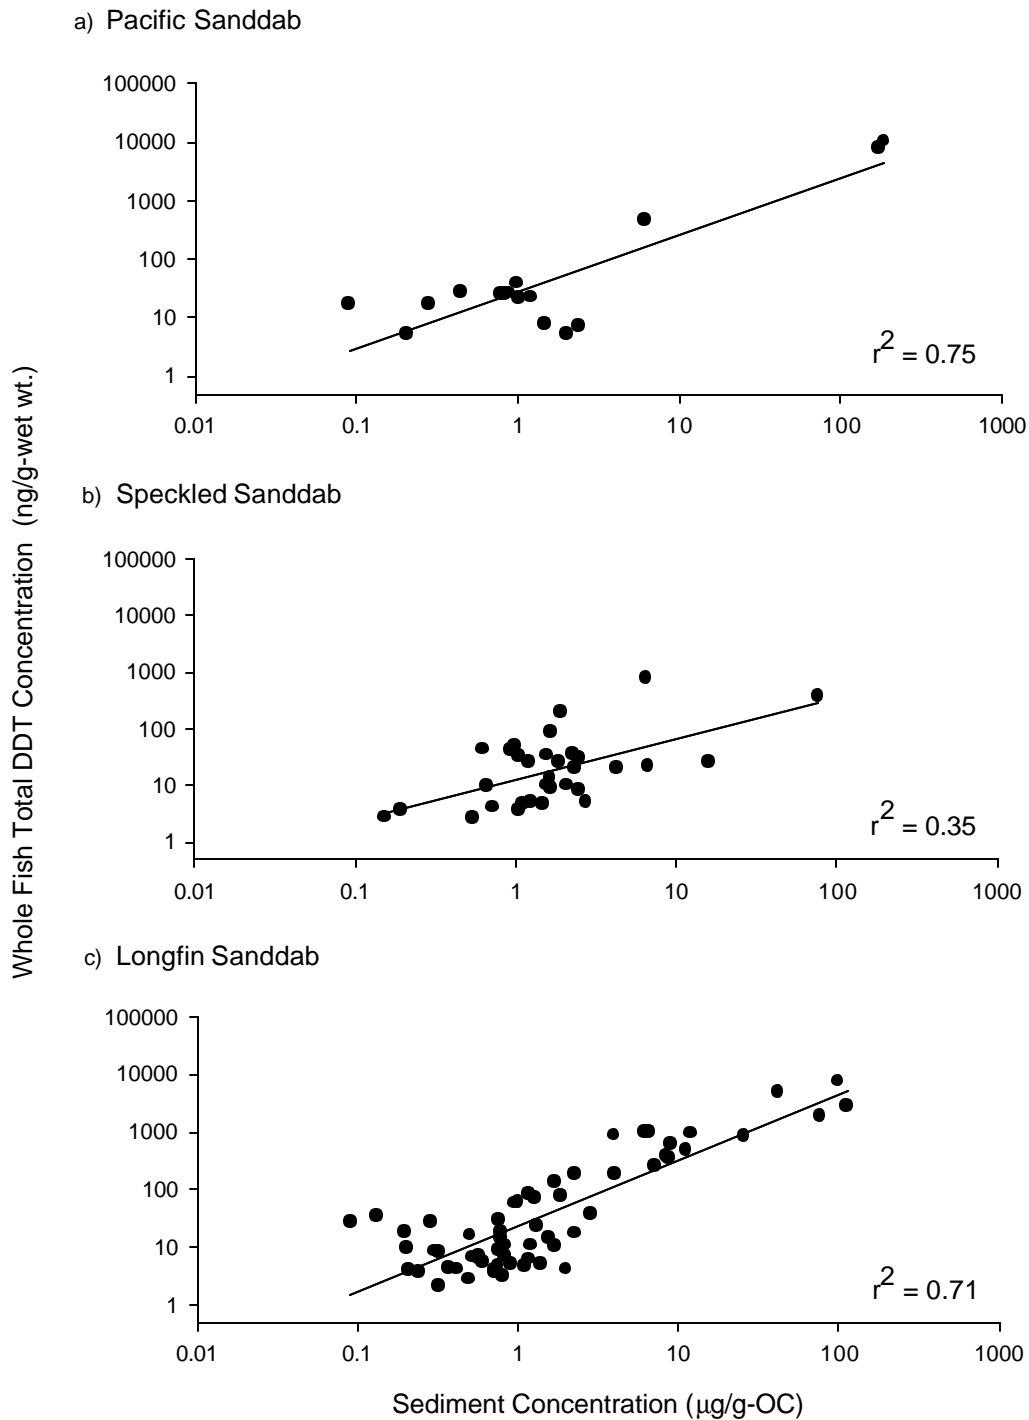 a) Pacific Sanddab
100000
10000
1000
100
10
1
r² = 0.75
0.01 0.1 1 10 100 1000
b) Speckled Sanddab
100000
10000
1000
100
10
1
r² = 0.35
0.01 0.1 1 10 100 1000
c) Longfin Sanddab
100000
10000
1000
100
10
1
r² = 0.71
0.01 0.1 1 10 100 1000
Whole Fish Total DDT Concentration (ng/g-wet wt.)
Sediment Concentration (μg/g-OC)